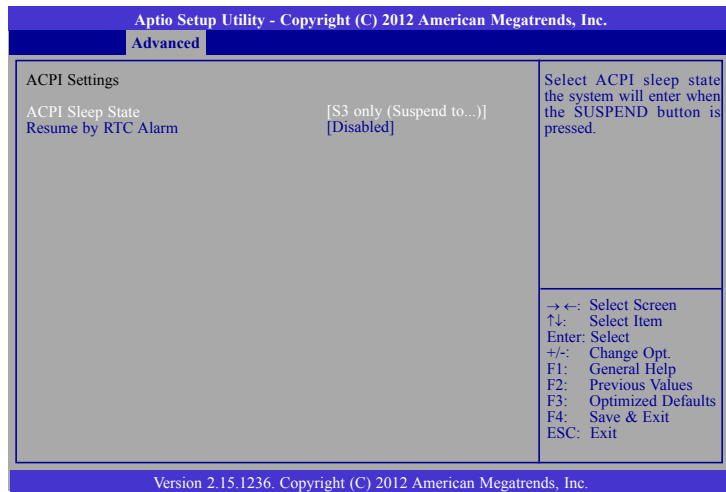 Aptio Setup Utility - Copyright (C) 2012 American Megatrends, Inc.
Advanced
ACPI Settings
ACPI Sleep State [S3 only (Suspend to...)]
Resume by RTC Alarm [Disabled]
Select ACPI sleep state
the system will enter when
the SUSPEND button is
pressed.
→←: Select Screen
↑↓: Select Item
Enter: Select
+/-: Change Opt.
F1: General Help
F2: Previous Values
F3: Optimized Defaults
F4: Save & Exit
ESC: Exit
Version 2.15.1236. Copyright (C) 2012 American Megatrends, Inc.